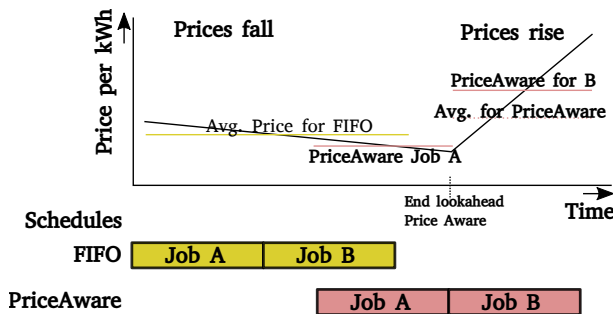 Prices fall
Prices rise
Price per kWh
PriceAware for B
Avg. for PriceAware
Avg. Price for FIFO
PriceAware Job A
End lookahead
Price Aware
Time
Schedules
FIFO
Job A
Job B
PriceAware
Job A
Job B